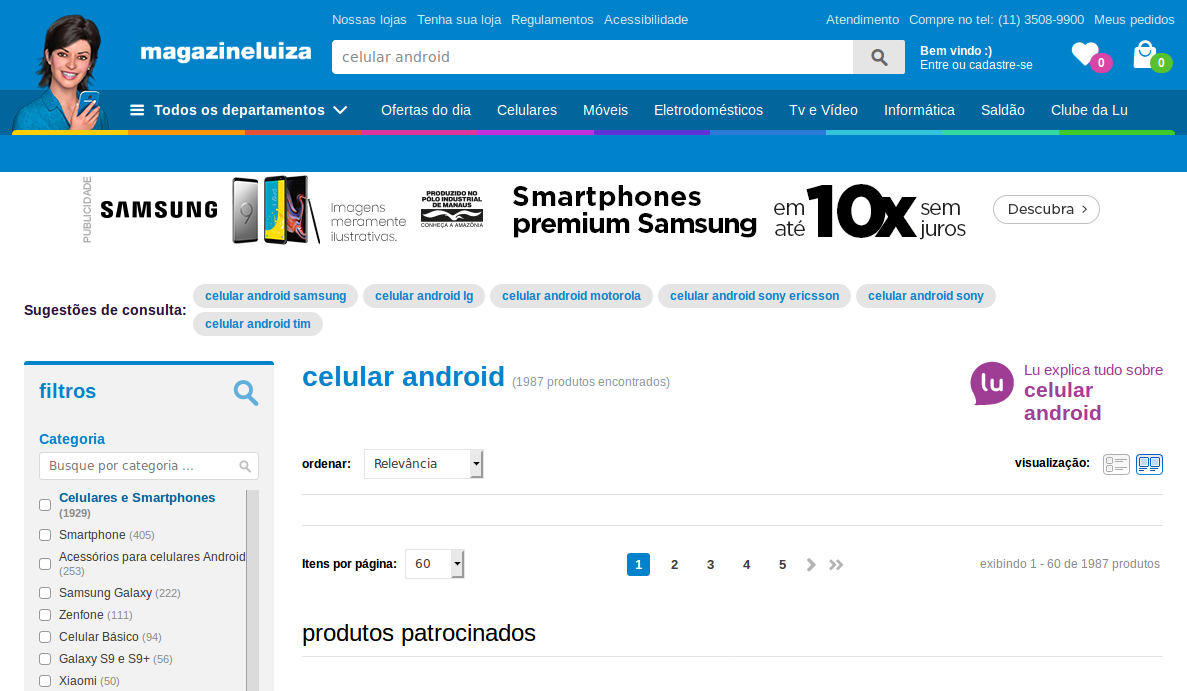 Nossas lojas Tenha sua loja Regulamentos Acessibilidade Atendimento Compre no tel: (11) 3508-9900 Meus pedidos
magazineluiza
celular android
Bem vindo :)
Entre ou cadastre-se
0
0
Todos os departamentos Ofertas do dia Celulares Móveis Eletrodomésticos Tv e Vídeo Informática Saldão Clube da Lu
PUBLICIDADE
SAMSUNG
9
Imagens
meramente
ilustrativas.
PRODUZIDO NO
PÓLO INDUSTRIAL
DE MANAUS
CONHEÇA A AMAZÔNIA
Smartphones
premium Samsung
em
até
10x
sem
juros
Descubra
Sugestões de consulta:
celular android samsung celular android lg celular android motorola celular android sony ericsson celular android sony
celular android tim
filtros
Categoria
Busque por categoria ...
Celulares e Smartphones
(1929)
Smartphone (405)
Acessórios para celulares Android
(253)
Samsung Galaxy (222)
Zenfone (111)
Celular Básico (94)
Galaxy S9 e S9+ (56)
Xiaomi (50)
celular android (1987 produtos encontrados)
lu
Lu explica tudo sobre
celular
android
ordenar: Relevância
visualização:
Itens por página: 60
1 2 3 4 5
exibindo 1 - 60 de 1987 produtos
produtos patrocinados